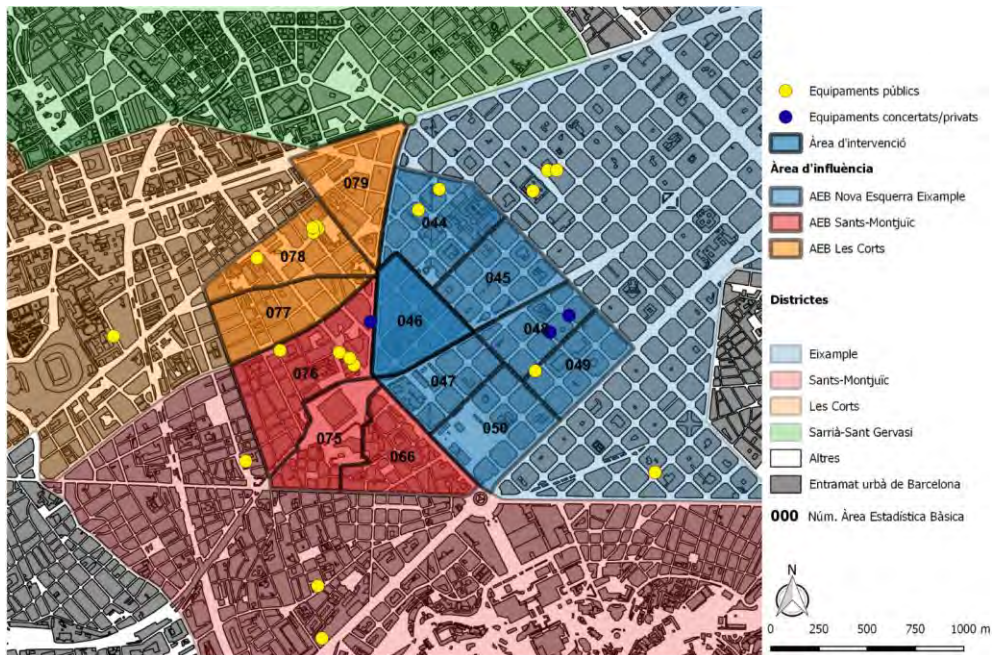 079
044
078
045
077
046
048
049
076
047
050
075
066
Equipaments públics
Equipaments concertats/privats
Àrea d'intervenció
Àrea d'influència
AEB Nova Esquerra Eixample
AEB Sants-Montjuïc
AEB Les Corts
Districtes
Eixample
Sants-Montjuïc
Les Corts
Sarrià-Sant Gervasi
Altres
Entramat urbà de Barcelona
000 Núm. Àrea Estadística Bàsica
N
0 250 500 750 1000 m